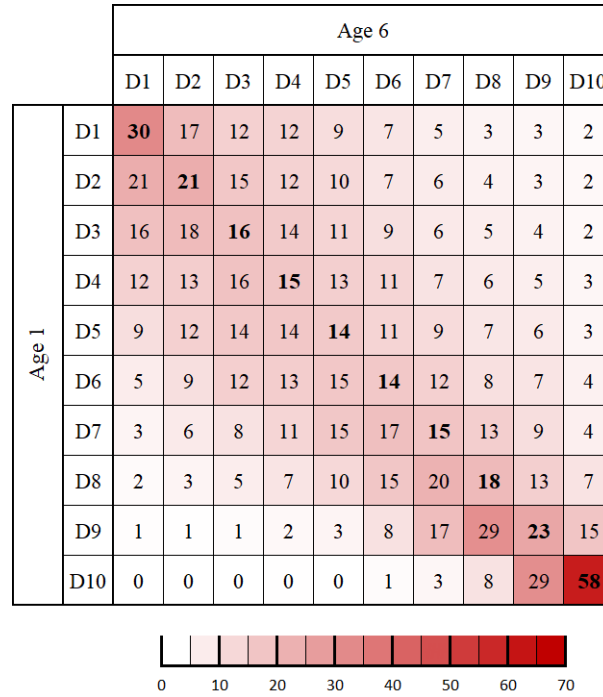 Age 6
D1 D2 D3 D4 D5 D6 D7 D8 D9 D10
Age 1
D1 30 17 12 12 9 7 5 3 3 2
D2 21 21 15 12 10 7 6 4 3 2
D3 16 18 16 14 11 9 6 5 4 2
D4 12 13 16 15 13 11 7 6 5 3
D5 9 12 14 14 14 11 9 7 6 3
D6 5 9 12 13 15 14 12 8 7 4
D7 3 6 8 11 15 17 15 13 9 4
D8 2 3 5 7 10 15 20 18 13 7
D9 1 1 1 2 3 8 17 29 23 15
D10 0 0 0 0 0 1 3 8 29 58
0 10 20 30 40 50 60 70